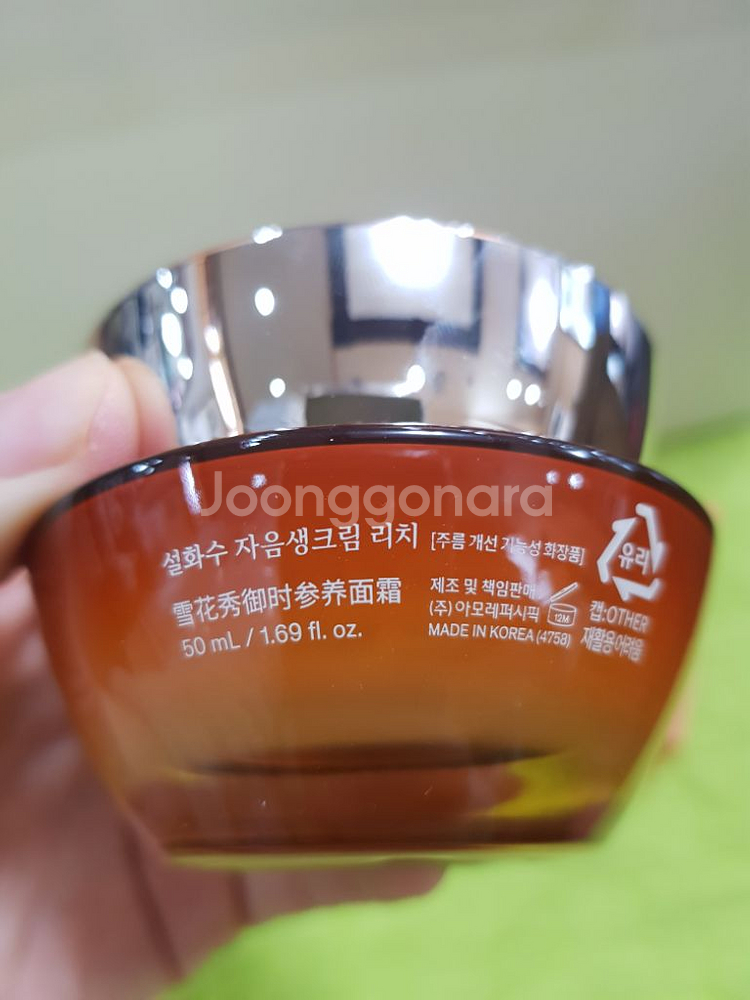 Joonggonara
설화수 자음생크림 리치 [주름 개선 기능성 화장품]
雪花秀御时参养面霜
50 mL / 1.69 fl. oz.
제조 및 책임판매
(주) 아모레퍼시픽
12M
MADE IN KOREA (4758)
유리
캡:OTHER
재활용어려움